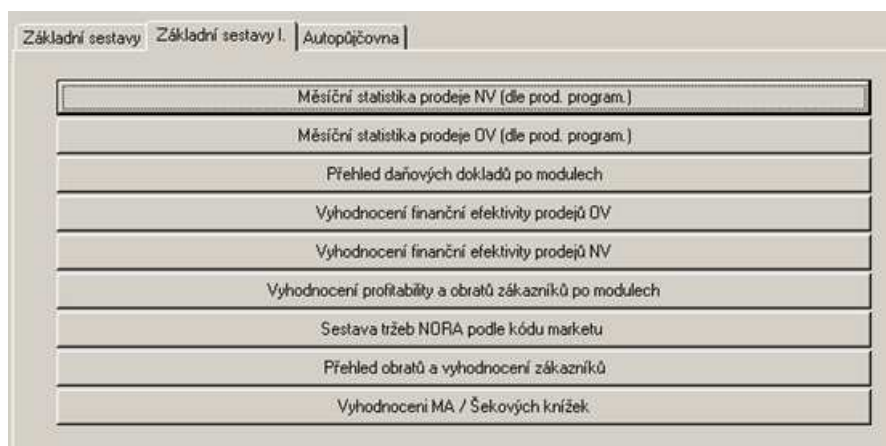 Základní sestavy
Základní sestavy I.
Autopůjčovna
Měsíční statistika prodeje NV (dle prod. program.)
Měsíční statistika prodeje OV (dle prod. program.)
Přehled daňových dokladů po modulech
Vyhodnocení finanční efektivity prodejů OV
Vyhodnocení finanční efektivity prodejů NV
Vyhodnocení profitability a obratů zákazníků po modulech
Sestava tržeb NORA podle kódu marketu
Přehled obratů a vyhodnocení zákazníků
Vyhodnoceni MA / Šekových knížek